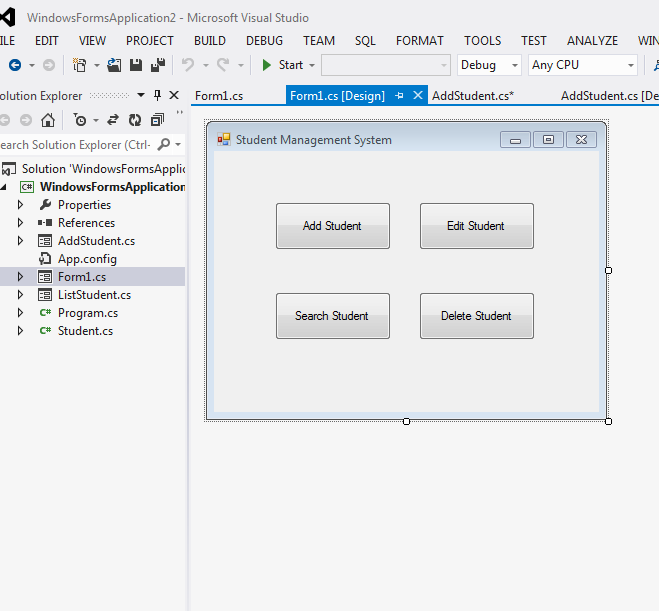 WindowsFormsApplication2 - Microsoft Visual Studio
ILE EDIT VIEW PROJECT BUILD DEBUG TEAM SQL FORMAT TOOLS TEST ANALYZE WIN
Start Debug Any CPU
olution Explorer
Form1.cs Form1.cs [Design] AddStudent.cs* AddStudent.cs [De
earch Solution Explorer (Ctrl-
Solution 'WindowsFormsApplic
WindowsFormsApplication
Properties
References
AddStudent.cs
App.config
Form1.cs
ListStudent.cs
Program.cs
Student.cs
Student Management System
Add Student Edit Student
Search Student Delete Student